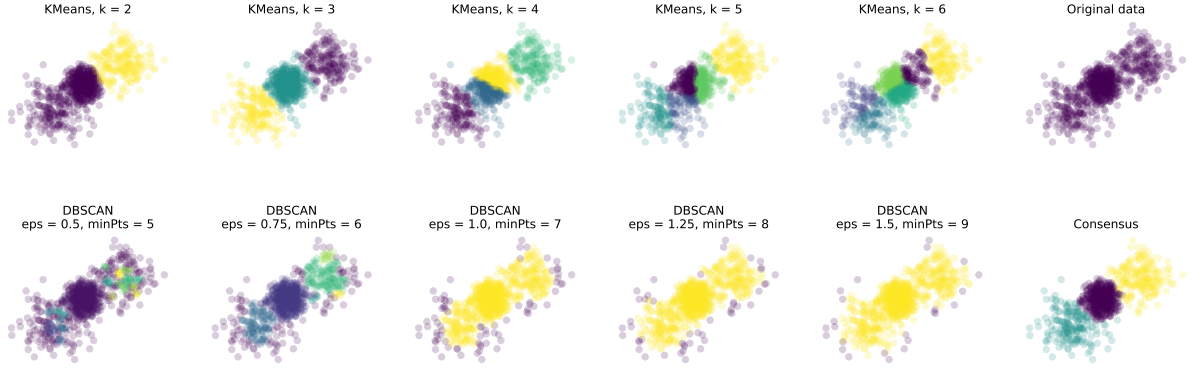 KMeans, k = 2
KMeans, k = 3
KMeans, k = 4
KMeans, k = 5
KMeans, k = 6
Original data
DBSCAN
eps = 0.5, minPts = 5
DBSCAN
eps = 0.75, minPts = 6
DBSCAN
eps = 1.0, minPts = 7
DBSCAN
eps = 1.25, minPts = 8
DBSCAN
eps = 1.5, minPts = 9
Consensus